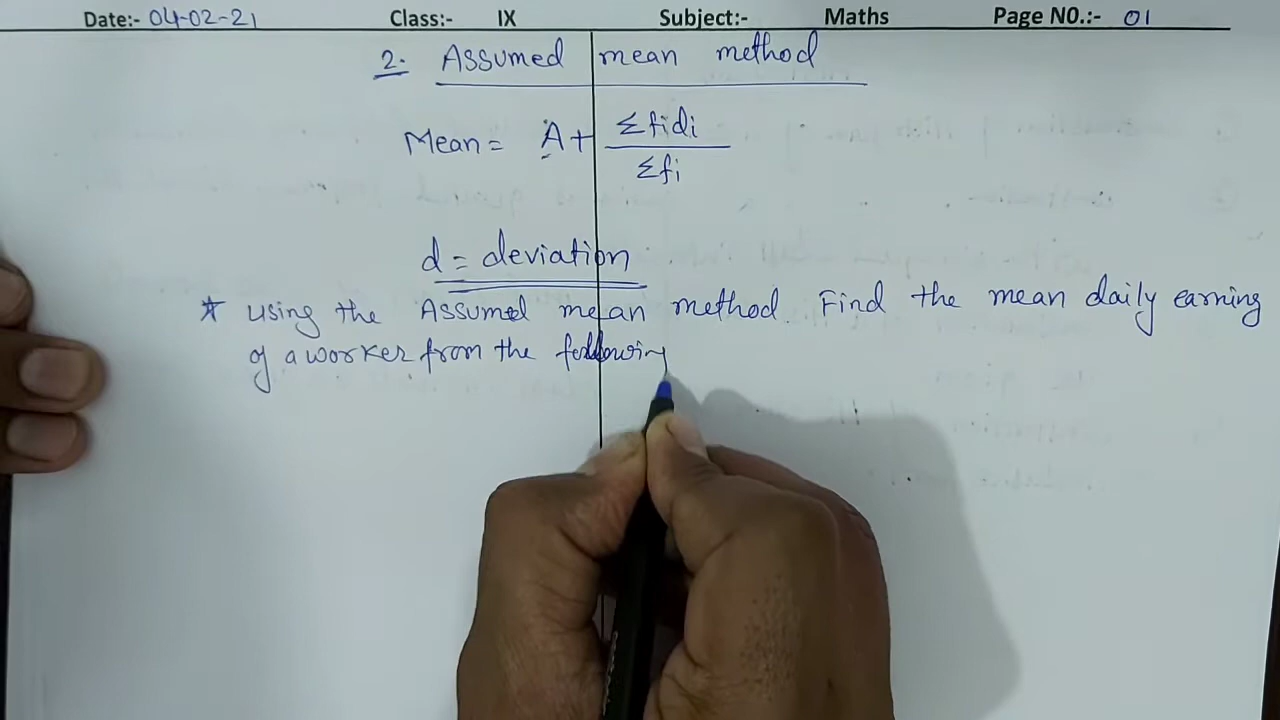 Date:- 04-02-21 Class:- IX Subject:- Maths Page NO.:- 01
2. Assumed mean method
Mean = A + Σfidi
Σfi
d = deviation
* Using the Assumed mean method. Find the mean daily earning
of a worker from the following